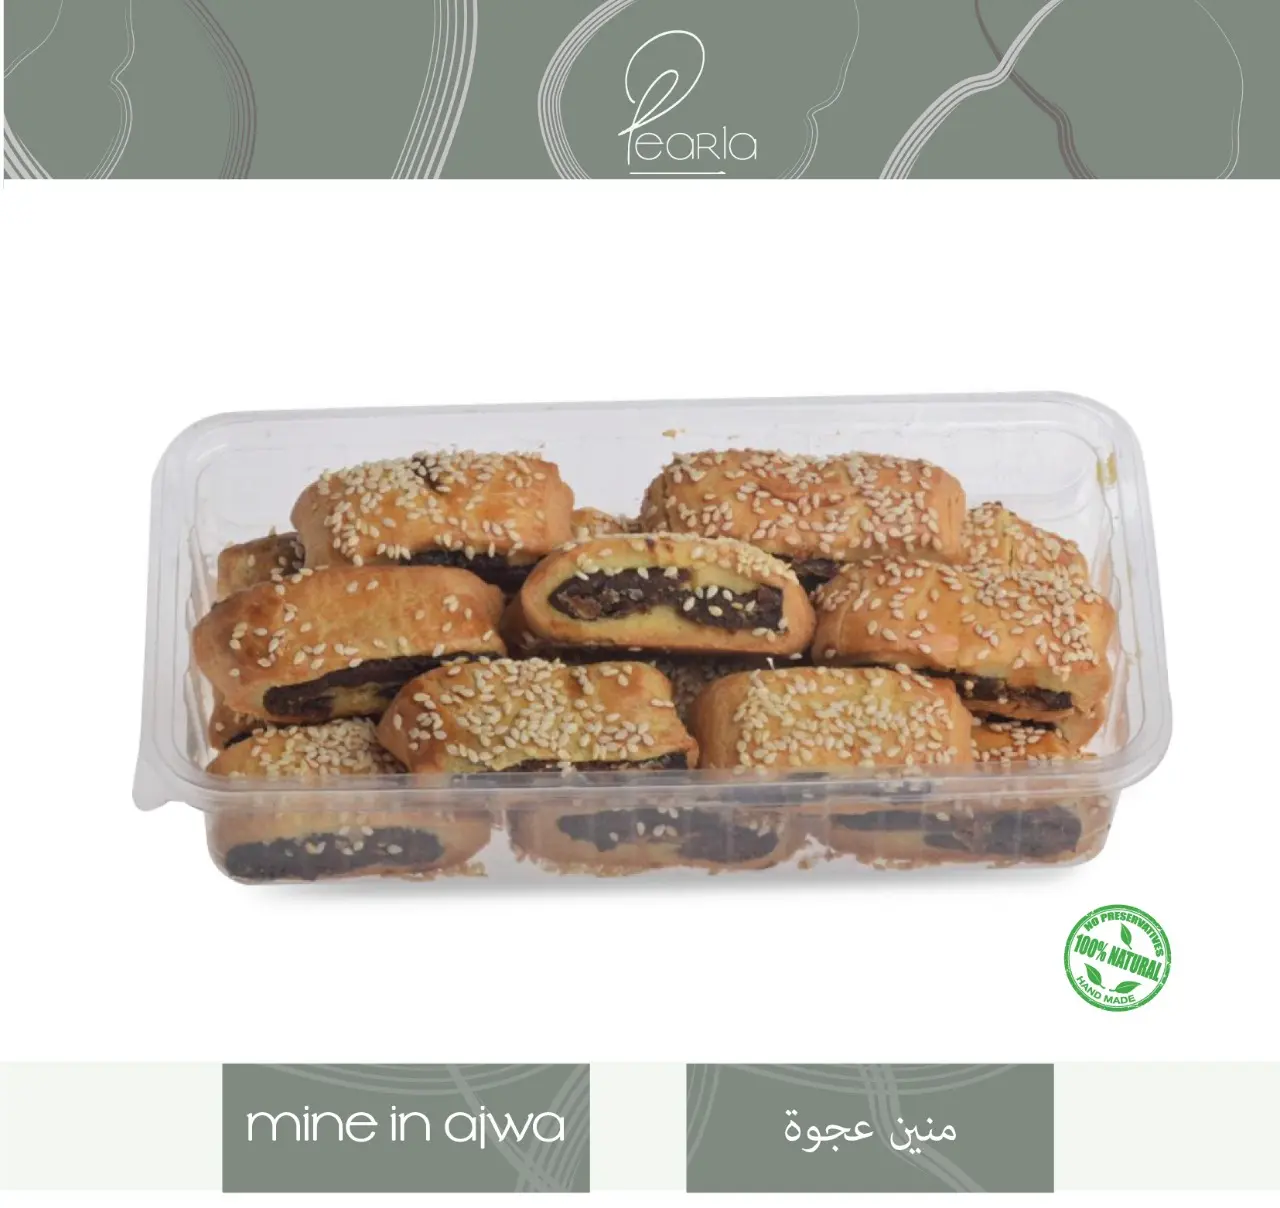 Pearla
NO PRESERVATIVES
100% NATURAL
HAND MADE
mine in ajwa
منين عجوة